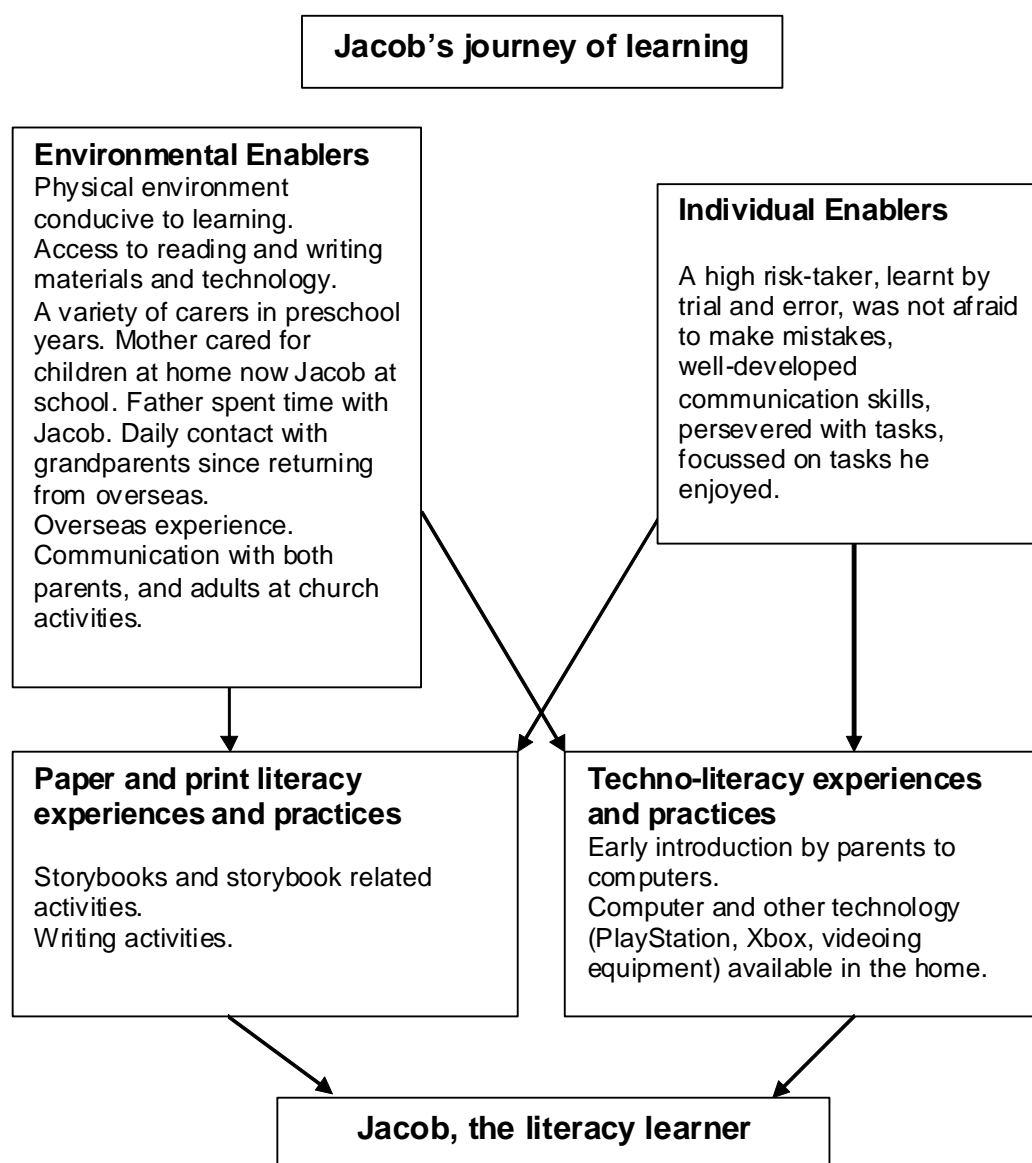 Jacob’s journey of learning
Environmental Enablers
Physical environment
conducive to learning.
Access to reading and writing
materials and technology.
A variety of carers in preschool
years. Mother cared for
children at home now Jacob at
school. Father spent time with
Jacob. Daily contact with
grandparents since returning
from overseas.
Overseas experience.
Communication with both
parents, and adults at church
activities.
Individual Enablers
A high risk-taker, learnt by
trial and error, was not afraid
to make mistakes,
well-developed
communication skills,
persevered with tasks,
focussed on tasks he
enjoyed.
Paper and print literacy
experiences and practices
Storybooks and storybook related
activities.
Writing activities.
Techno-literacy experiences
and practices
Early introduction by parents to
computers.
Computer and other technology
(PlayStation, Xbox, videoing
equipment) available in the home.
Jacob, the literacy learner